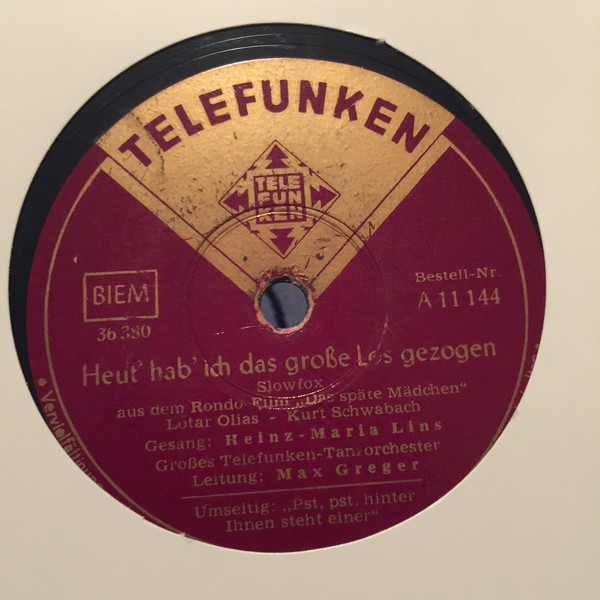 TELEFUNKEN
TELE
FUN
KEN
BIEM
36 380
Bestell-Nr.
A 11 144
Heut' hab' ich das große Los gezogen
Slowfox
aus dem Rondo-Film „Das späte Mädchen"
Lotar Olias - Kurt Schwabach
Gesang: Heinz-Maria Lins
Großes Telefunken-Tanzorchester
Leitung: Max Greger
Umseitig: „Pst, pst, hinter
Ihnen steht einer"